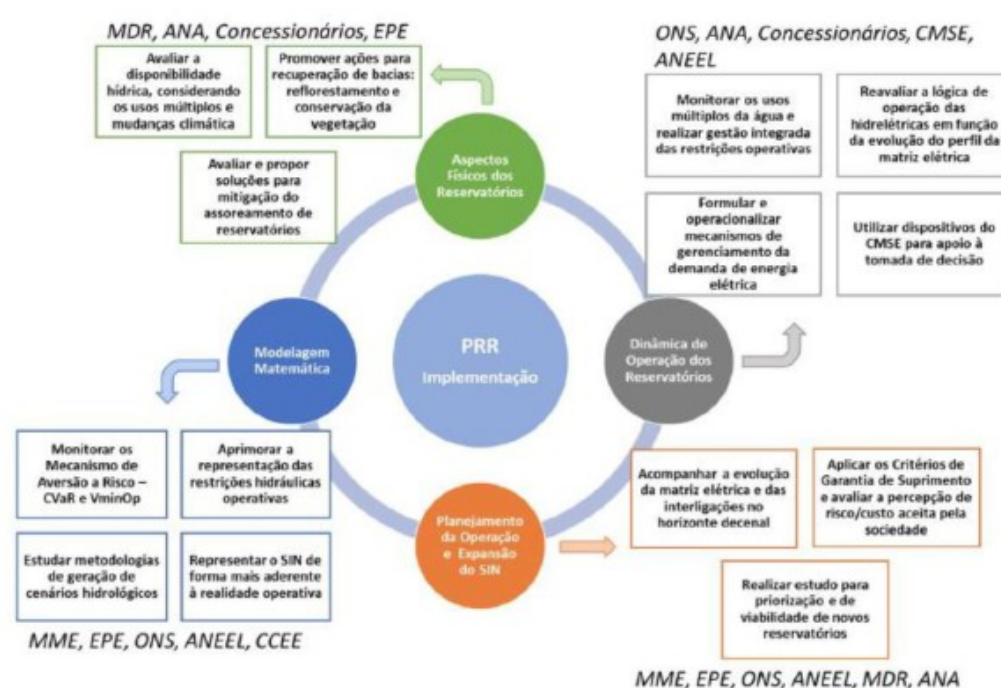 MDR, ANA, Concessionários, EPE
Avaliar a
disponibilidade
hídrica, considerando
os usos múltiplos e
mudanças climática
Promover ações para
recuperação de bacias:
reflorestamento e
conservação da
vegetação
Avaliar e propor
soluções para
mitigação do
assoreamento de
reservatórios
Aspectos
Físicos dos
Reservatórios
ONS, ANA, Concessionários, CMSE,
ANEEL
Monitorar os usos
múltiplos da água e
realizar gestão integrada
das restrições operativas
Reavaliar a lógica de
operação das
hidrelétricas em função
da evolução do perfil da
matriz elétrica
Formular e
operacionalizar
mecanismos de
gerenciamento da
demanda de energia
elétrica
Utilizar dispositivos do
CMSE para apoio à
tomada de decisão
Modelagem
Matemática
PRR
Implementação
Dinâmica de
Operação dos
Reservatórios
Monitorar os
Mecanismo de
Aversão a Risco –
CVaR e VminOp
Aprimorar a
representação das
restrições hidráulicas
operativas
Estudar metodologias
de geração de
cenários hidrológicos
Representar o SIN de
forma mais aderente
à realidade operativa
MME, EPE, ONS, ANEEL, CCEE
Planejamento
da Operação
e Expansão
do SIN
Acompanhar a evolução
da matriz elétrica e das
interligações no
horizonte decenal
Aplicar os Critérios de
Garantia de Suprimento
e avaliar a percepção de
risco/custo aceita pela
sociedade
Realizar estudo para
priorização e de
viabilidade de novos
reservatórios
MME, EPE, ONS, ANEEL, MDR, ANA